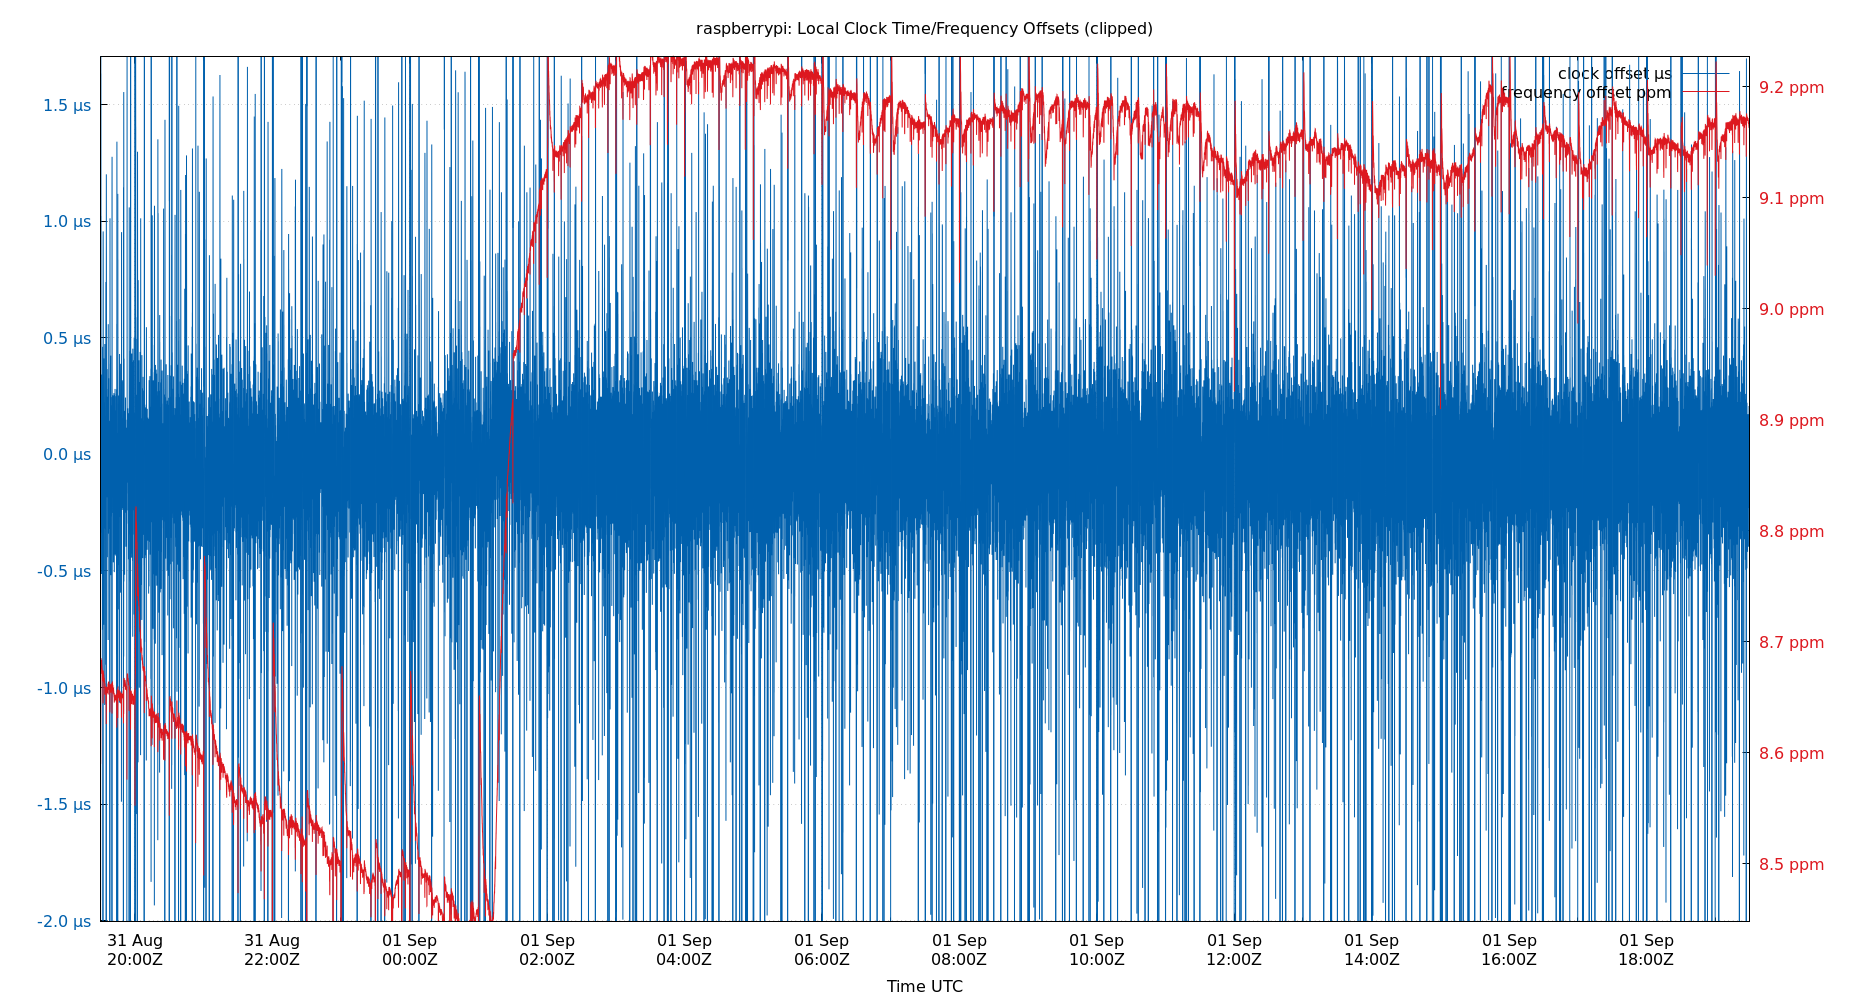 raspberrypi: Local Clock Time/Frequency Offsets (clipped)
clock offset µs
frequency offset ppm
1.5 µs
1.0 µs
0.5 µs
0.0 µs
-0.5 µs
-1.0 µs
-1.5 µs
-2.0 µs
9.2 ppm
9.1 ppm
9.0 ppm
8.9 ppm
8.8 ppm
8.7 ppm
8.6 ppm
8.5 ppm
31 Aug 31 Aug 01 Sep 01 Sep 01 Sep 01 Sep 01 Sep 01 Sep 01 Sep 01 Sep 01 Sep 01 Sep
20:00Z 22:00Z 00:00Z 02:00Z 04:00Z 06:00Z 08:00Z 10:00Z 12:00Z 14:00Z 16:00Z 18:00Z
Time UTC